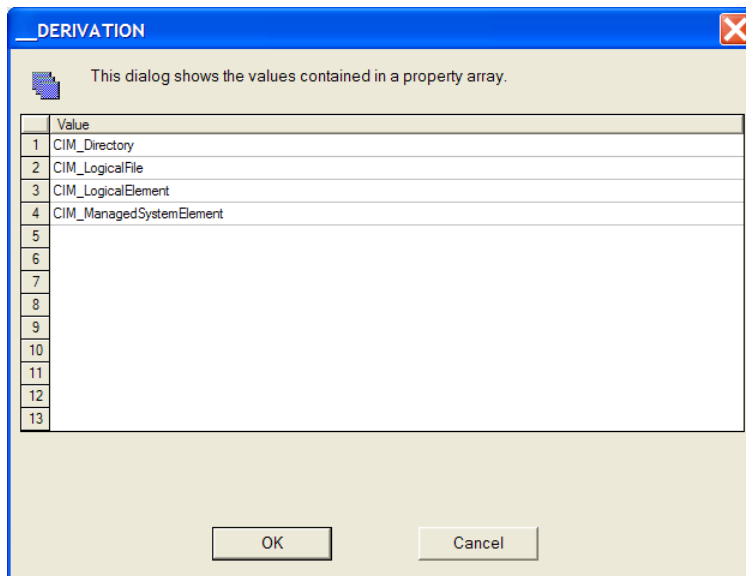 __DERIVATION
This dialog shows the values contained in a property array.
Value
1 CIM_Directory
2 CIM_LogicalFile
3 CIM_LogicalElement
4 CIM_ManagedSystemElement
5
6
7
8
9
10
11
12
13
OK Cancel